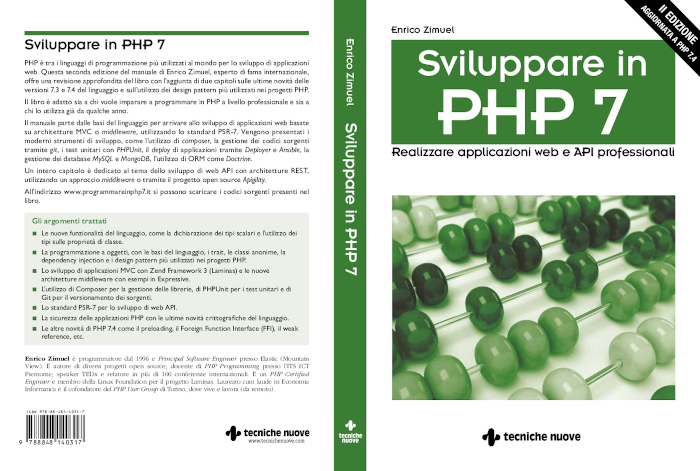 Sviluppare in PHP 7
PHP è tra i linguaggi di programmazione più utilizzati al mondo per lo sviluppo di applicazioni
web. Questa seconda edizione del manuale di Enrico Zimuel, esperto di fama internazionale,
offre una revisione approfondita del libro con l'aggiunta di due capitoli sulle ultime novità delle
versioni 7.3 e 7.4 del linguaggio e sull'utilizzo dei design pattern più utilizzati nei progetti PHP.
Il libro è adatto sia a chi vuole imparare a programmare in PHP a livello professionale e sia a
chi lo utilizza già da qualche anno.
Il manuale parte dalle basi del linguaggio per arrivare allo sviluppo di applicazioni web basate
su architetture MVC o middleware, utilizzando lo standard PSR-7. Vengono presentati i
moderni strumenti di sviluppo, come l'utilizzo di composer, la gestione dei codici sorgenti
tramite git, i test unitari con PHPUnit, il deploy di applicazioni tramite Deployer e Ansible, la
gestione dei database MySQL e MongoDB, l'utilizzo di ORM come Doctrine.
Un intero capitolo è dedicato al tema dello sviluppo di web API con architetture REST,
utilizzando un approccio middleware o tramite il progetto open source Apigility.
All'indirizzo www.programmareinphp7.it si possono scaricare i codici sorgenti presenti nel
libro.
Gli argomenti trattati
■ Le nuove funzionalità del linguaggio, come la dichiarazione dei tipi scalari e l'utilizzo dei
tipi sulle proprietà di classe.
■ La programmazione a oggetti, con le basi del linguaggio, i trait, le classi anonime, la
dependency injection e i design pattern più utilizzati nei progetti PHP.
■ Lo sviluppo di applicazioni MVC con Zend Framework 3 (Laminas) e le nuove
architetture middleware con esempi in Expressive.
■ L'utilizzo di Composer per la gestione delle librerie, di PHPUnit per i test unitari e di
Git per il versionamento dei sorgenti.
■ Lo standard PSR-7 per lo sviluppo di web API.
■ La sicurezza delle applicazioni PHP con le ultime novità crittografiche del linguaggio.
■ Le altre novità di PHP 7.4 come il preloading, il Foreign Function Interface (FFI), il weak
reference, etc.
Enrico Zimuel è programmatore dal 1996 e Principal Software Engineer presso Elastic (Mountain
View). È autore di diversi progetti open source, docente di PHP Programming presso l'ITS ICT
Piemonte; speaker TEDx e relatore in più di 100 conferenze internazionali. È un PHP Certified
Engineer e membro della Linux Foundation per il progetto Laminas. Laureato cum laude in Economia
Informatica è il cofondatore del PHP User Group di Torino, dove vive e lavora (da remoto).
ISBN 978-88-481-4031-7
9 788848 140317
tecniche nuove
www.tecnichenuove.com
Enrico Zimuel
Sviluppare in PHP 7
tecniche
nuove
II EDIZIONE
AGGIORNATA A PHP 7.4
Enrico Zimuel
Sviluppare in
PHP 7
Realizzare applicazioni web e API professionali
tecniche nuove